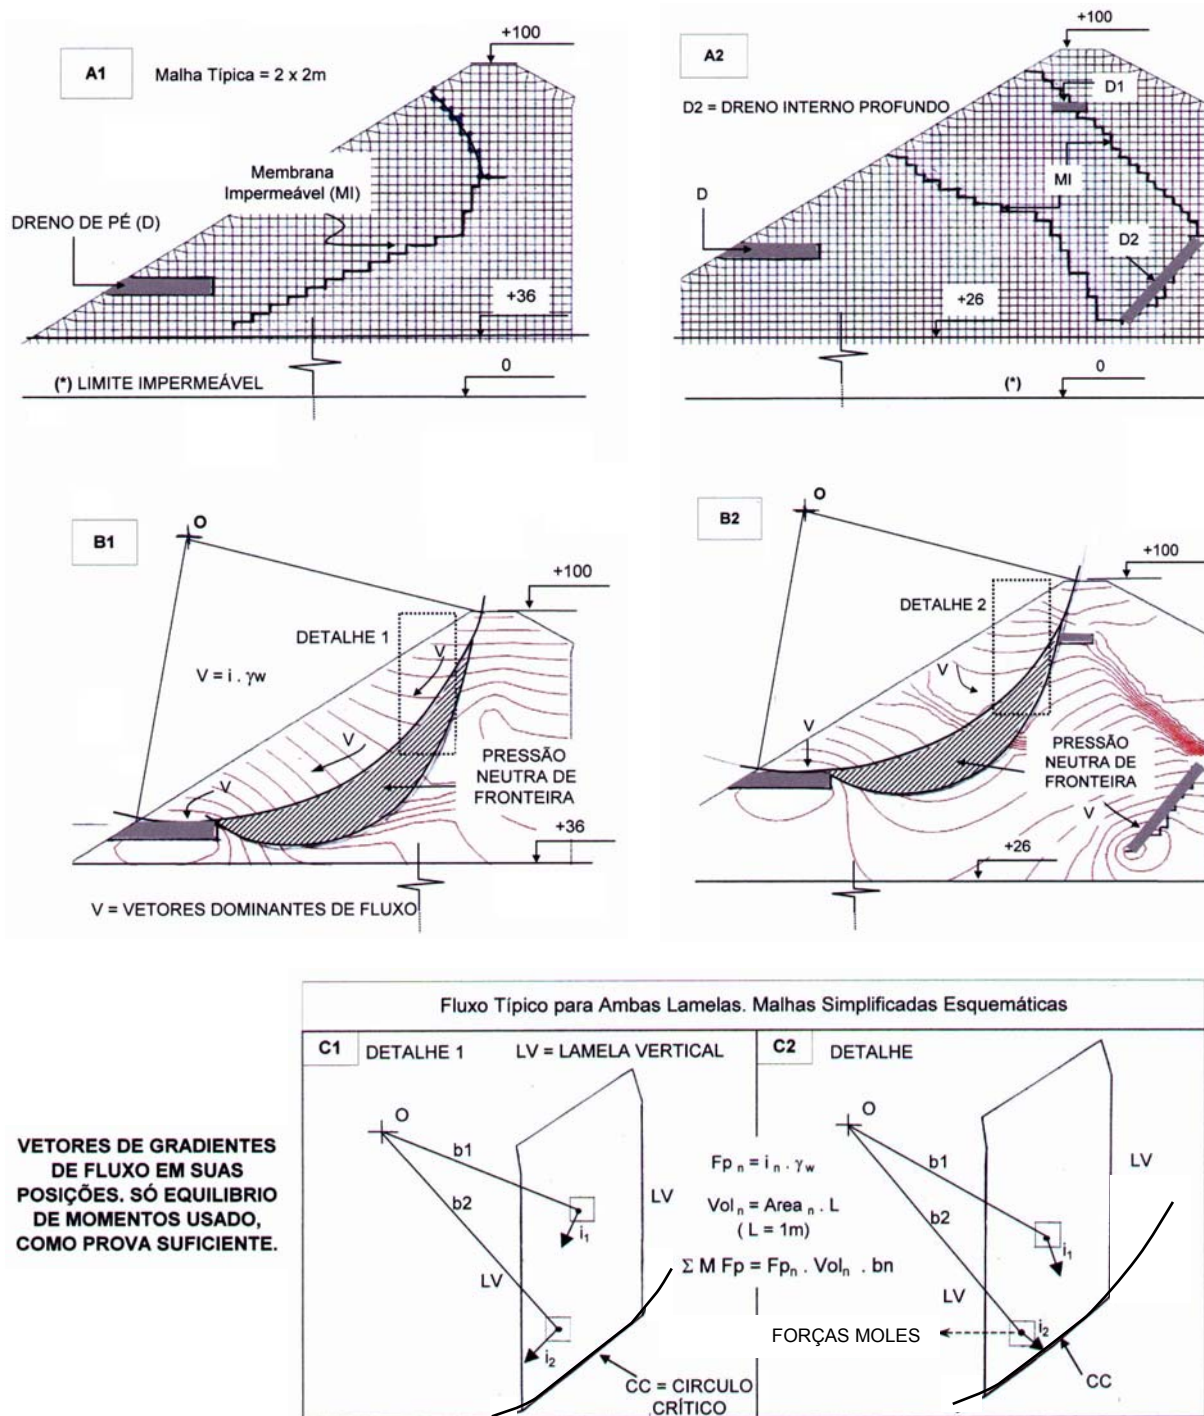 A1
Malha Típica = 2 x 2m
+100
Membrana
Impermeável (MI)
DRENO DE PÉ (D)
+36
0
(*) LIMITE IMPERMEÁVEL
A2
+100
D2 = DRENO INTERNO PROFUNDO
D1
MI
D
D2
+26
0
(*)
B1
O
+100
DETALHE 1
V
V = i . γw
V
V
PRESSÃO
NEUTRA DE
FRONTEIRA
+36
V = VETORES DOMINANTES DE FLUXO
B2
O
+100
DETALHE 2
V
V
PRESSÃO
NEUTRA DE
FRONTEIRA
V
+26
Fluxo Típico para Ambas Lamelas. Malhas Simplificadas Esquemáticas
C1
DETALHE 1
LV = LAMELA VERTICAL
O
b1
b2
LV
i1
LV
i2
CC = CIRCULO
CRÍTICO
Fp n = i n . γ w
Vol n = Area n . L
( L = 1m)
Σ M Fp = Fp n . Vol n . bn
C2
DETALHE
O
b1
b2
LV
i1
LV
FORÇAS MOLES
i2
CC
VETORES DE GRADIENTES
DE FLUXO EM SUAS
POSIÇÕES. SÓ EQUILIBRIO
DE MOMENTOS USADO,
COMO PROVA SUFICIENTE.